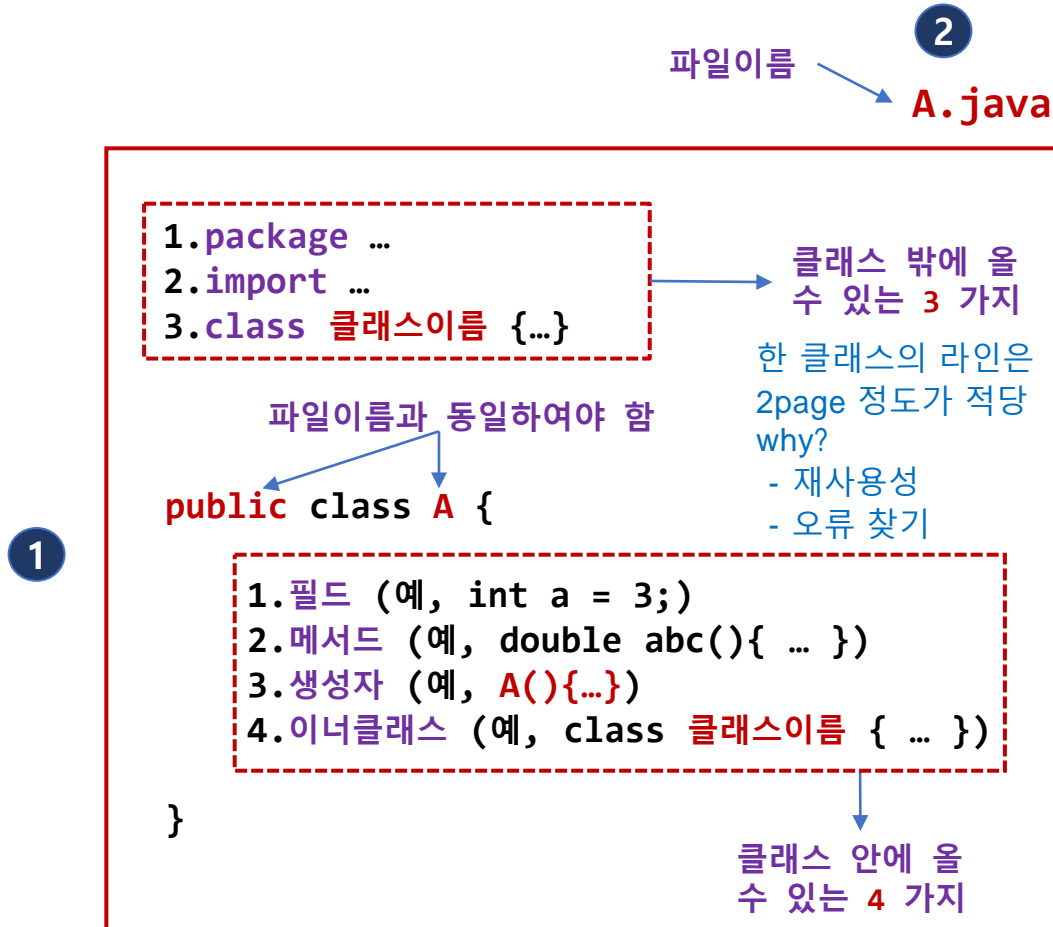 2
파일이름
A.java
1.package …
2.import …
3.class 클래스이름 {…}
클래스 밖에 올
수 있는 3 가지
한 클래스의 라인은
2page 정도가 적당
why?
- 재사용성
- 오류 찾기
파일이름과 동일하여야 함
public class A {
1
1.필드 (예, int a = 3;)
2.메서드 (예, double abc(){ … })
3.생성자 (예, A(){…})
4.이너클래스 (예, class 클래스이름 { … })
}
클래스 안에 올
수 있는 4 가지